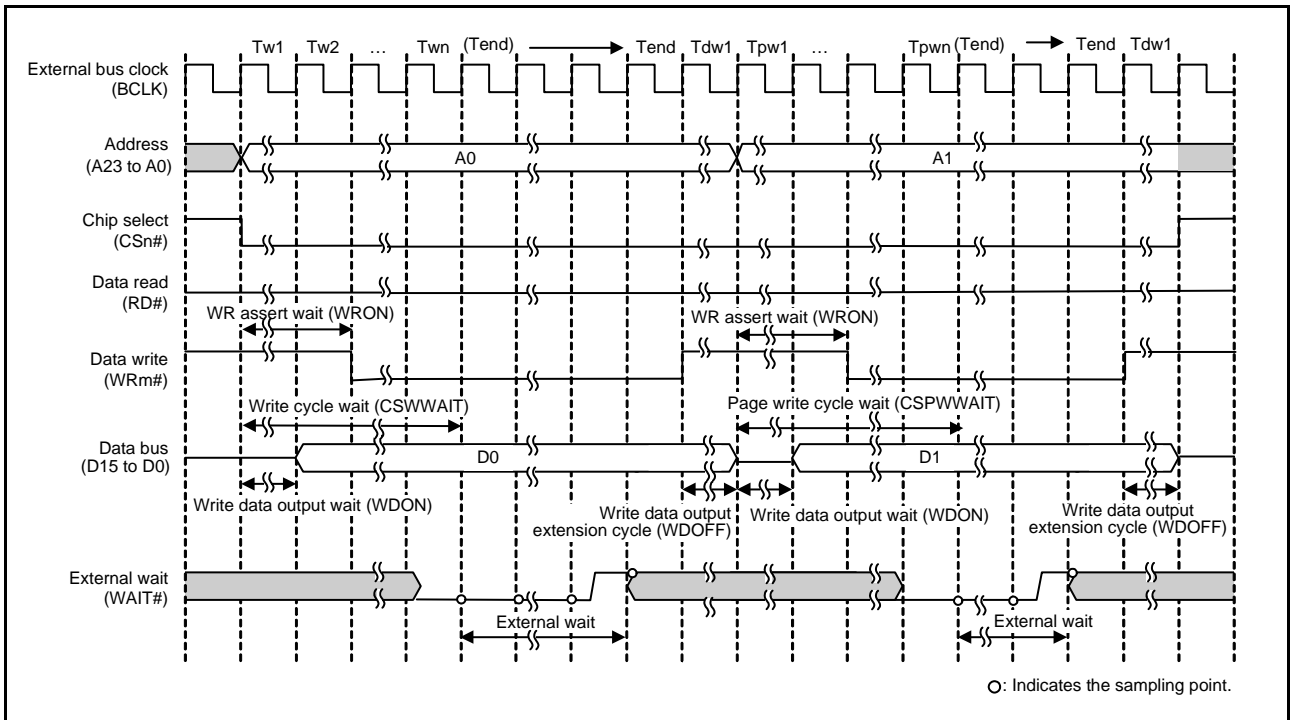 Tw1 Tw2 … Twn (Tend) Tend Tdw1 Tpw1 … Tpwn (Tend) Tend Tdw1
External bus clock
(BCLK)
Address
(A23 to A0)
A0 A1
Chip select
(CSn#)
Data read
(RD#)
WR assert wait (WRON) WR assert wait (WRON)
Data write
(WRm#)
Write cycle wait (CSWWAIT) Page write cycle wait (CSPWWAIT)
Data bus
(D15 to D0)
D0 D1
Write data output wait (WDON) Write data output
extension cycle (WDOFF) Write data output wait (WDON) Write data output
extension cycle (WDOFF)
External wait
(WAIT#)
External wait External wait
: Indicates the sampling point.